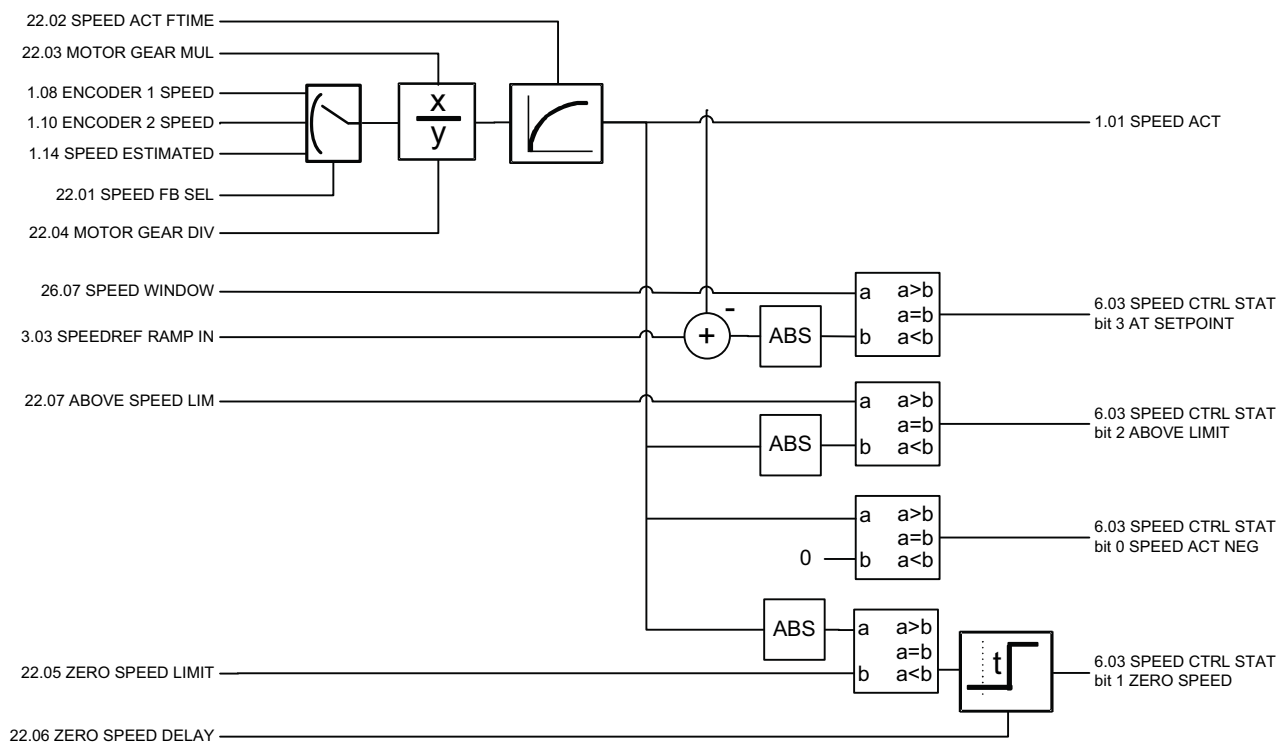 22.02 SPEED ACT FTIME
22.03 MOTOR GEAR MUL
1.08 ENCODER 1 SPEED
1.10 ENCODER 2 SPEED
1.14 SPEED ESTIMATED
22.01 SPEED FB SEL
22.04 MOTOR GEAR DIV
x
y
1.01 SPEED ACT
26.07 SPEED WINDOW
3.03 SPEEDREF RAMP IN
+
-
ABS
a a>b
a=b
b a<b
6.03 SPEED CTRL STAT
bit 3 AT SETPOINT
22.07 ABOVE SPEED LIM
ABS
a a>b
a=b
b a<b
6.03 SPEED CTRL STAT
bit 2 ABOVE LIMIT
0
a a>b
a=b
b a<b
6.03 SPEED CTRL STAT
bit 0 SPEED ACT NEG
ABS
a a>b
a=b
b a<b
t
6.03 SPEED CTRL STAT
bit 1 ZERO SPEED
22.05 ZERO SPEED LIMIT
22.06 ZERO SPEED DELAY